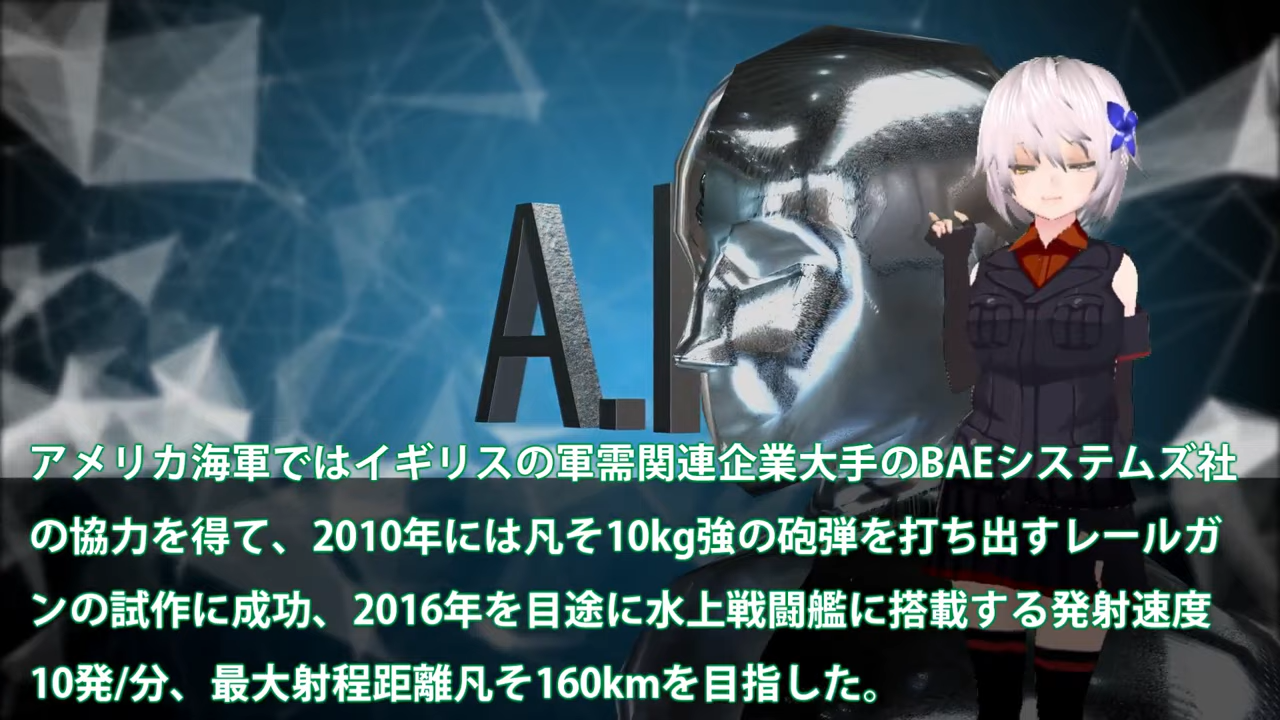 A.I
アメリカ海軍ではイギリスの軍需関連企業大手のBAEシステムズ社
の協力を得て、2010年には凡そ10kg強の砲弾を打ち出すレールガ
ンの試作に成功、2016年を目途に水上戦闘艦に搭載する発射速度
10発/分、最大射程距離凡そ160kmを目指した。